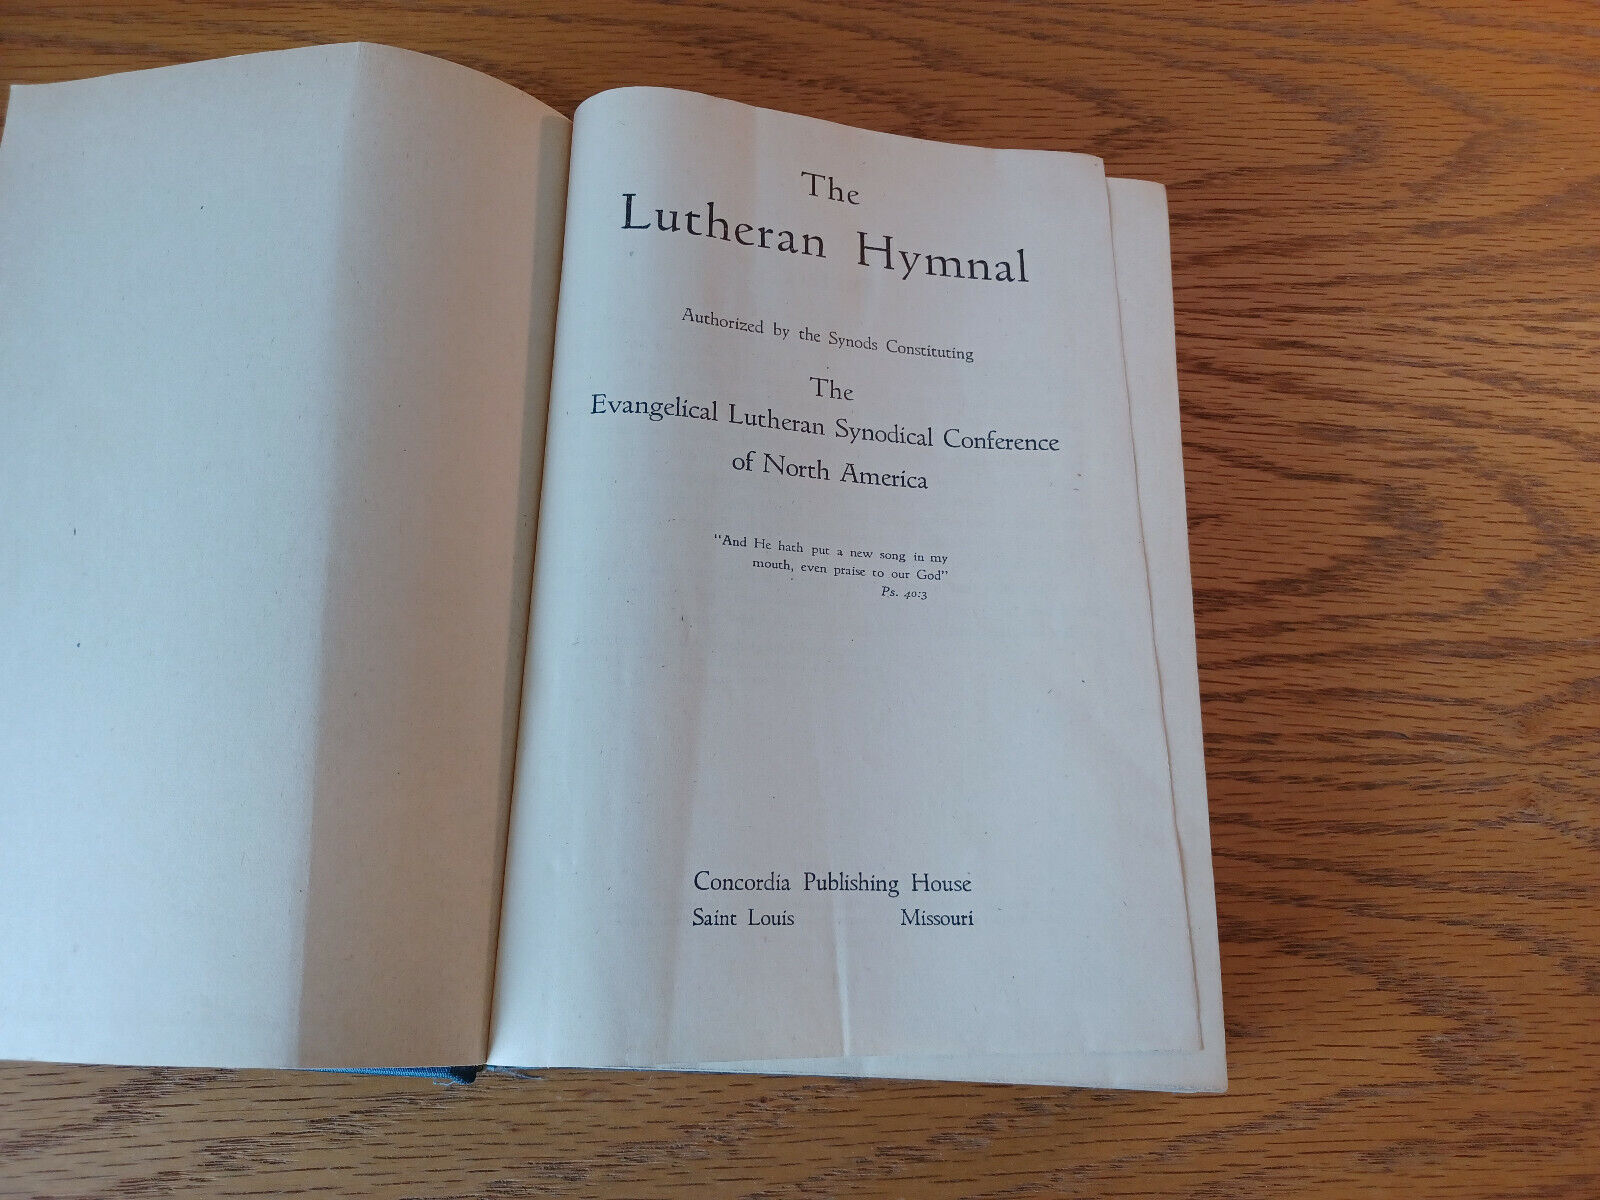 The
Lutheran Hymnal
Authorized by the Synods Constituting
The
Evangelical Lutheran Synodical Conference
of North America
"And He hath put a new song in my
mouth, even praise to our God"
Ps. 40:3
Concordia Publishing House
Saint Louis Missouri